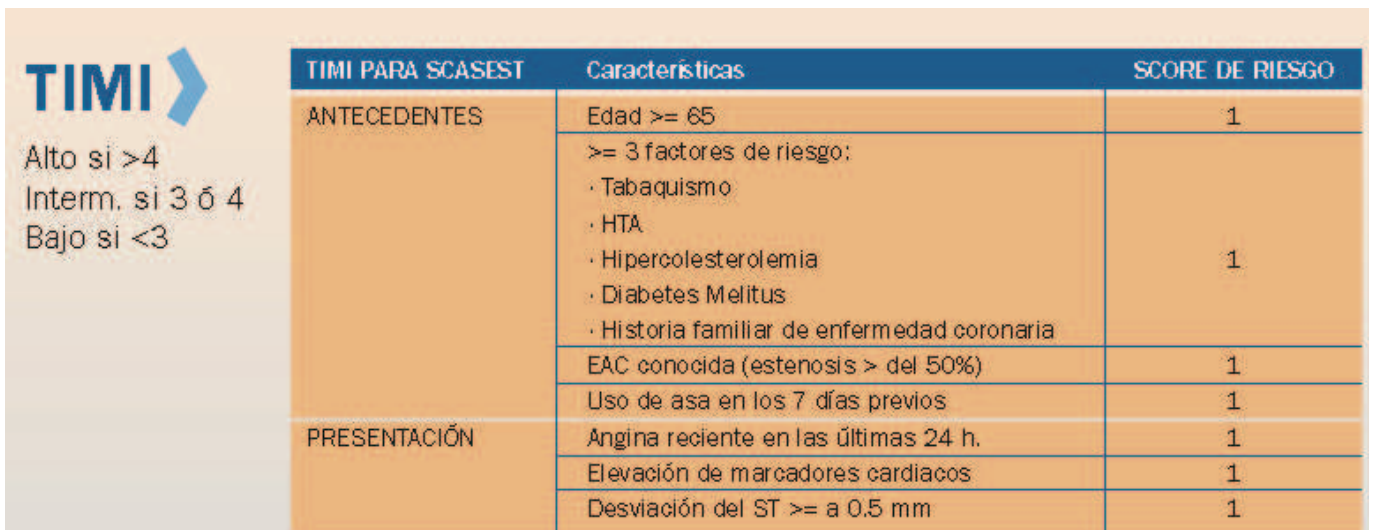 TIMI
Alto si >4
Interm. si 3 ó 4
Bajo si <3
TIMI PARA SCASEST Características SCORE DE RIESGO
ANTECEDENTES Edad >= 65 1
>= 3 factores de riesgo:
· Tabaquismo
· HTA
· Hipercolesterolemia 1
· Diabetes Melitus
· Historia familiar de enfermedad coronaria
EAC conocida (estenosis > del 50%) 1
Uso de asa en los 7 días previos 1
PRESENTACIÓN Angina reciente en las últimas 24 h. 1
Elevación de marcadores cardiacos 1
Desviación del ST >= a 0.5 mm 1